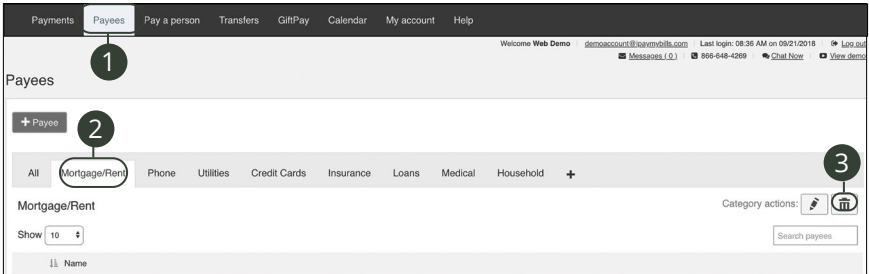 Payments Payees Pay a person Transfers GiftPay Calendar My account Help
Welcome Web Demo demoaccount@ipaymybills.com Last login: 08:36 AM on 09/21/2018 Log out
Messages ( 0 ) 866-648-4269 Chat Now View demo
1
Payees
+ Payee
2
3
All Mortgage/Rent Phone Utilities Credit Cards Insurance Loans Medical Household +
Mortgage/Rent Category actions:
Show 10 Search payees
Name